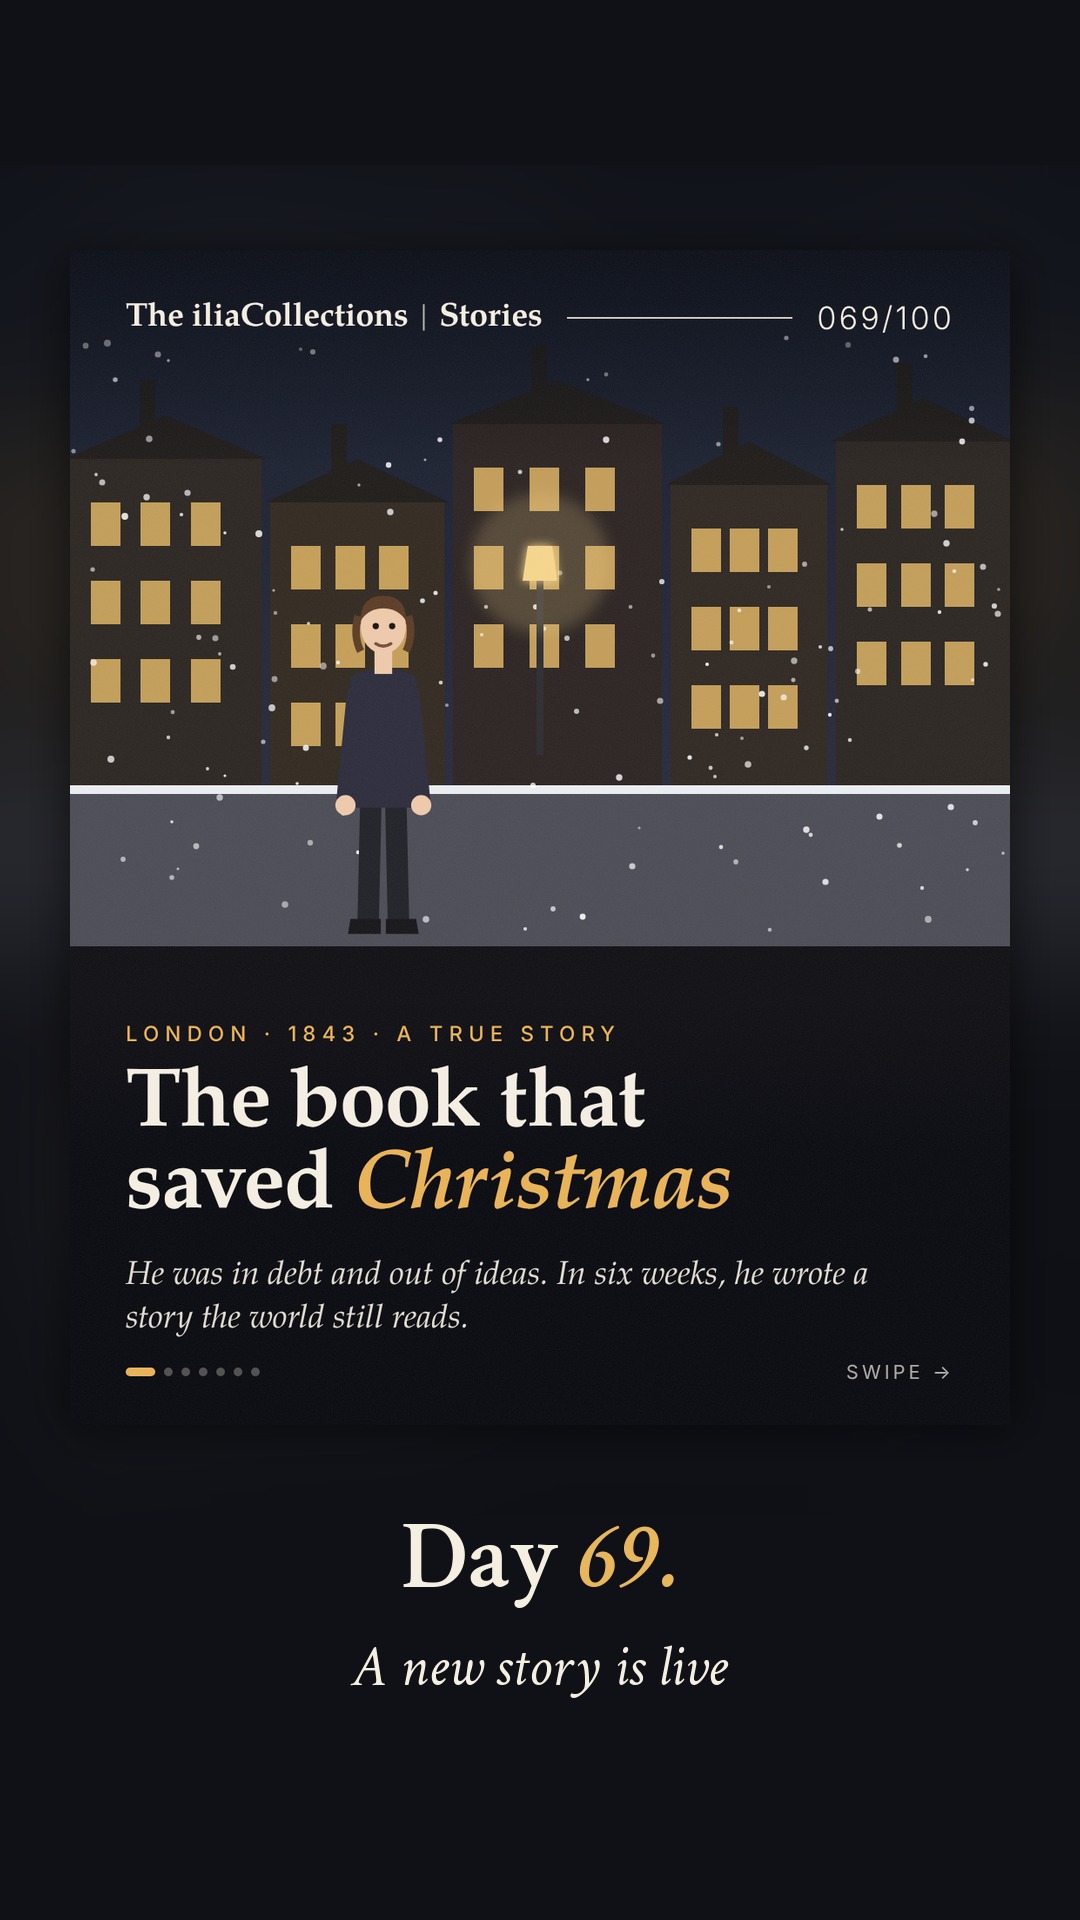 The iliaCollections | Stories 069/100
LONDON · 1843 · A TRUE STORY
The book that
saved Christmas
He was in debt and out of ideas. In six weeks, he wrote a
story the world still reads.
SWIPE →
Day 69.
A new story is live